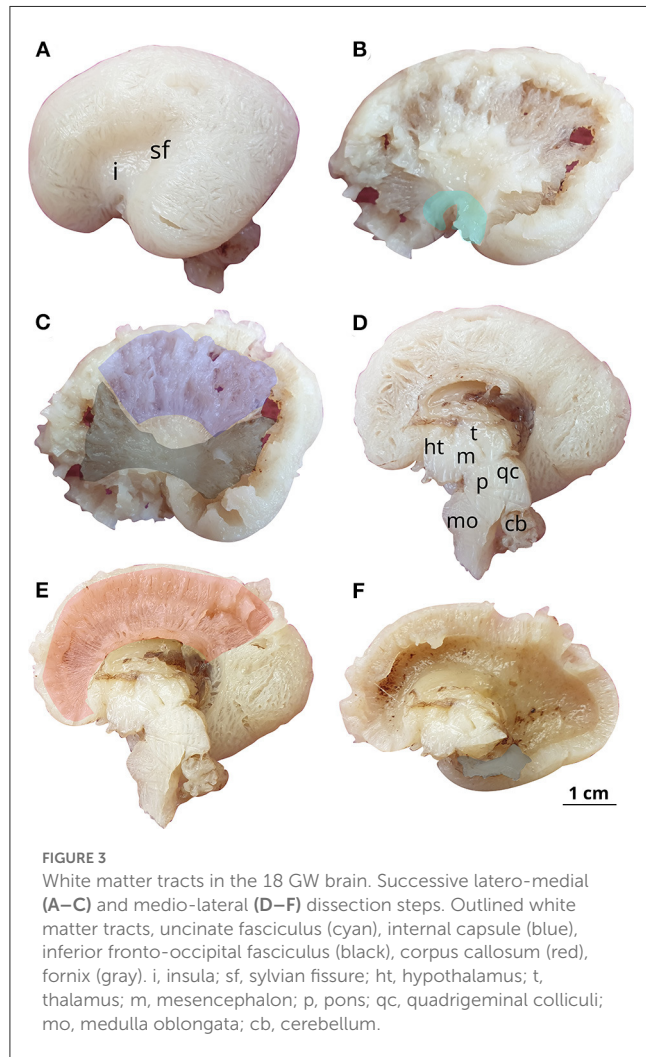 A
B
sf
i
C
D
t
ht
m
qc
p
mo
cb
E
F
1 cm
FIGURE 3
White matter tracts in the 18 GW brain. Successive latero-medial
(A–C) and medio-lateral (D–F) dissection steps. Outlined white
matter tracts, uncinate fasciculus (cyan), internal capsule (blue),
inferior fronto-occipital fasciculus (black), corpus callosum (red),
fornix (gray). i, insula; sf, sylvian fissure; ht, hypothalamus; t,
thalamus; m, mesencephalon; p, pons; qc, quadrigeminal colliculi;
mo, medulla oblongata; cb, cerebellum.